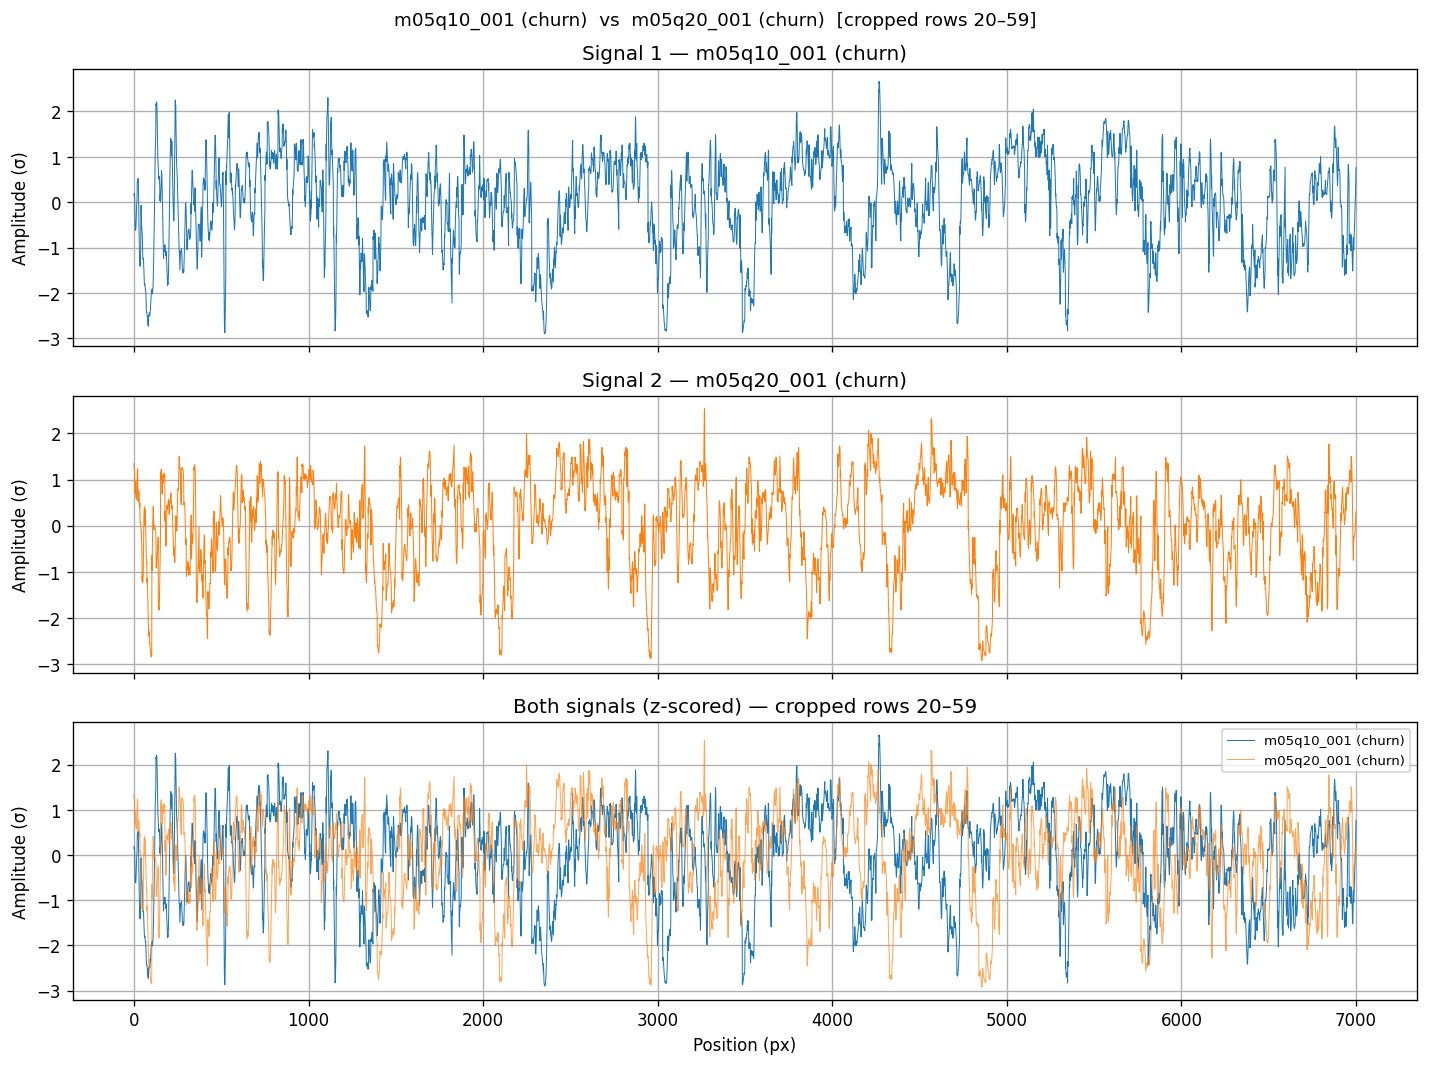 m05q10_001 (churn)  vs  m05q20_001 (churn)  [cropped rows 20–59]
Signal 1 — m05q10_001 (churn)
Amplitude (σ)
2
1
0
−1
−2
−3
Signal 2 — m05q20_001 (churn)
Amplitude (σ)
2
1
0
−1
−2
−3
Both signals (z-scored) — cropped rows 20–59
m05q10_001 (churn)
m05q20_001 (churn)
Amplitude (σ)
2
1
0
−1
−2
−3
0 1000 2000 3000 4000 5000 6000 7000
Position (px)